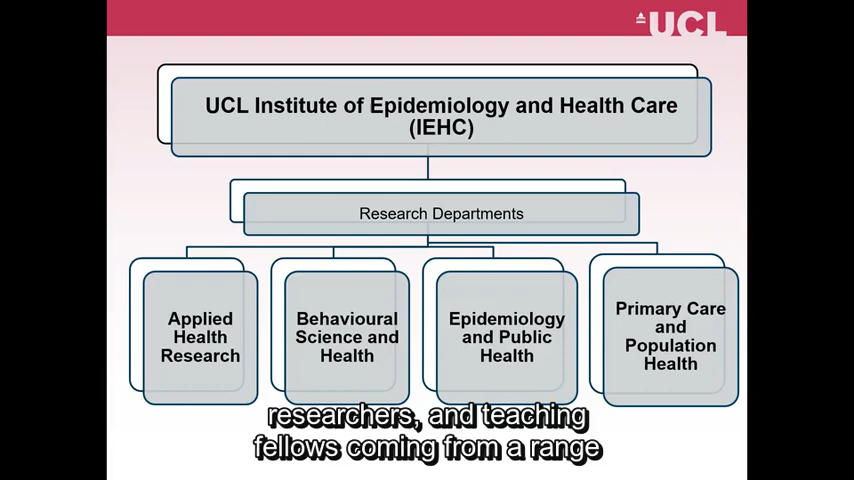 UCL
UCL Institute of Epidemiology and Health Care
(IEHC)
Research Departments
Applied
Health
Research
Behavioural
Science and
Health
Epidemiology
and Public
Health
Primary Care
and
Population
Health
researchers, and teaching
fellows coming from a range